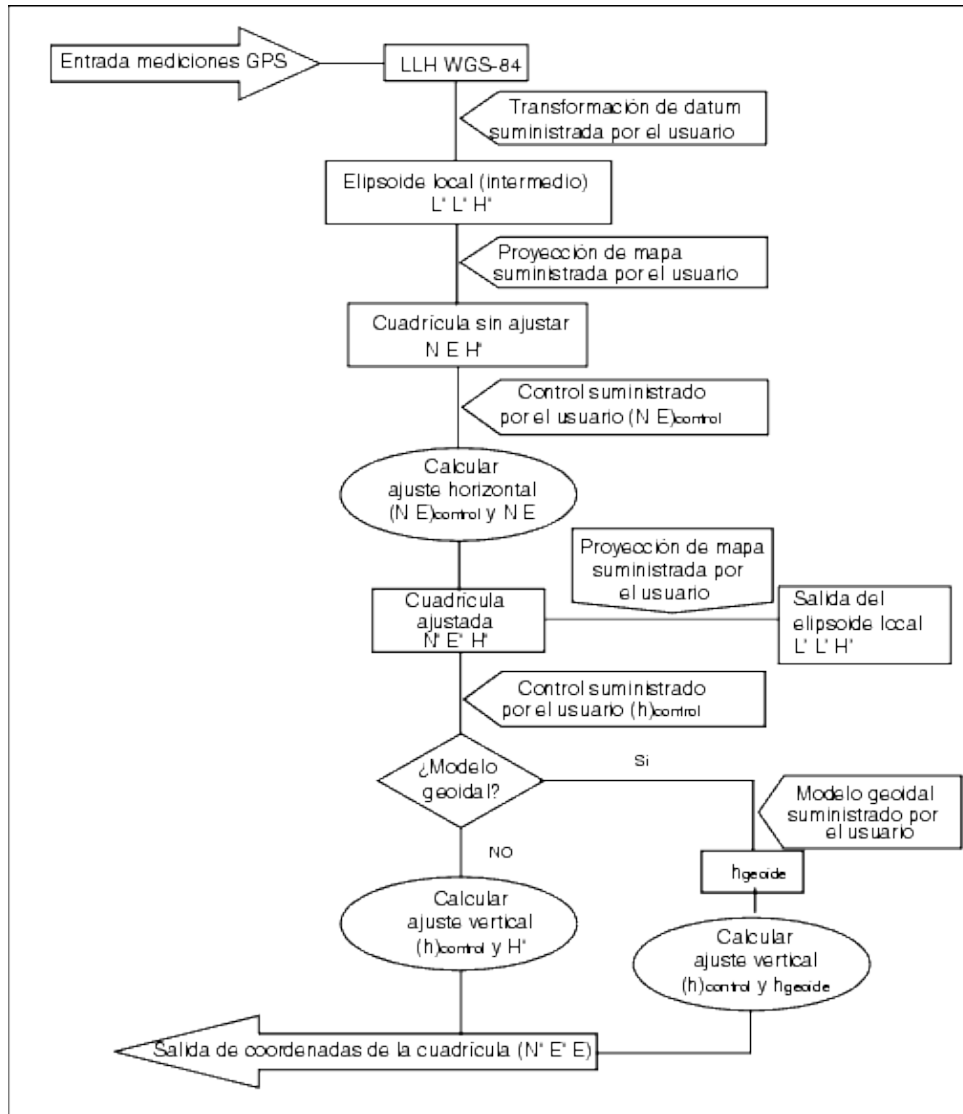 Entrada mediciones GPS
LLH WGS-84
Transformación de datum
suministrada por el usuario
Elipsoide local (intermedio)
L' L' H'
Proyección de mapa
suministrada por el usuario
Cuadrícula sin ajustar
N E H'
Control suministrado
por el usuario (N E)control
Calcular
ajuste horizontal
(N E)control y N E
Proyección de mapa
suministrada por
el usuario
Cuadrícula
ajustada
N' E' H'
Salida del
elipsoide local
L' L' H'
Control suministrado
por el usuario (h)control
¿Modelo
geoidal?
Si
Modelo geoidal
suministrado por
el usuario
NO
hgeoide
Calcular
ajuste vertical
(h)control y H'
Calcular
ajuste vertical
(h)control y hgeoide
Salida de coordenadas de la cuadrícula (N' E' E)